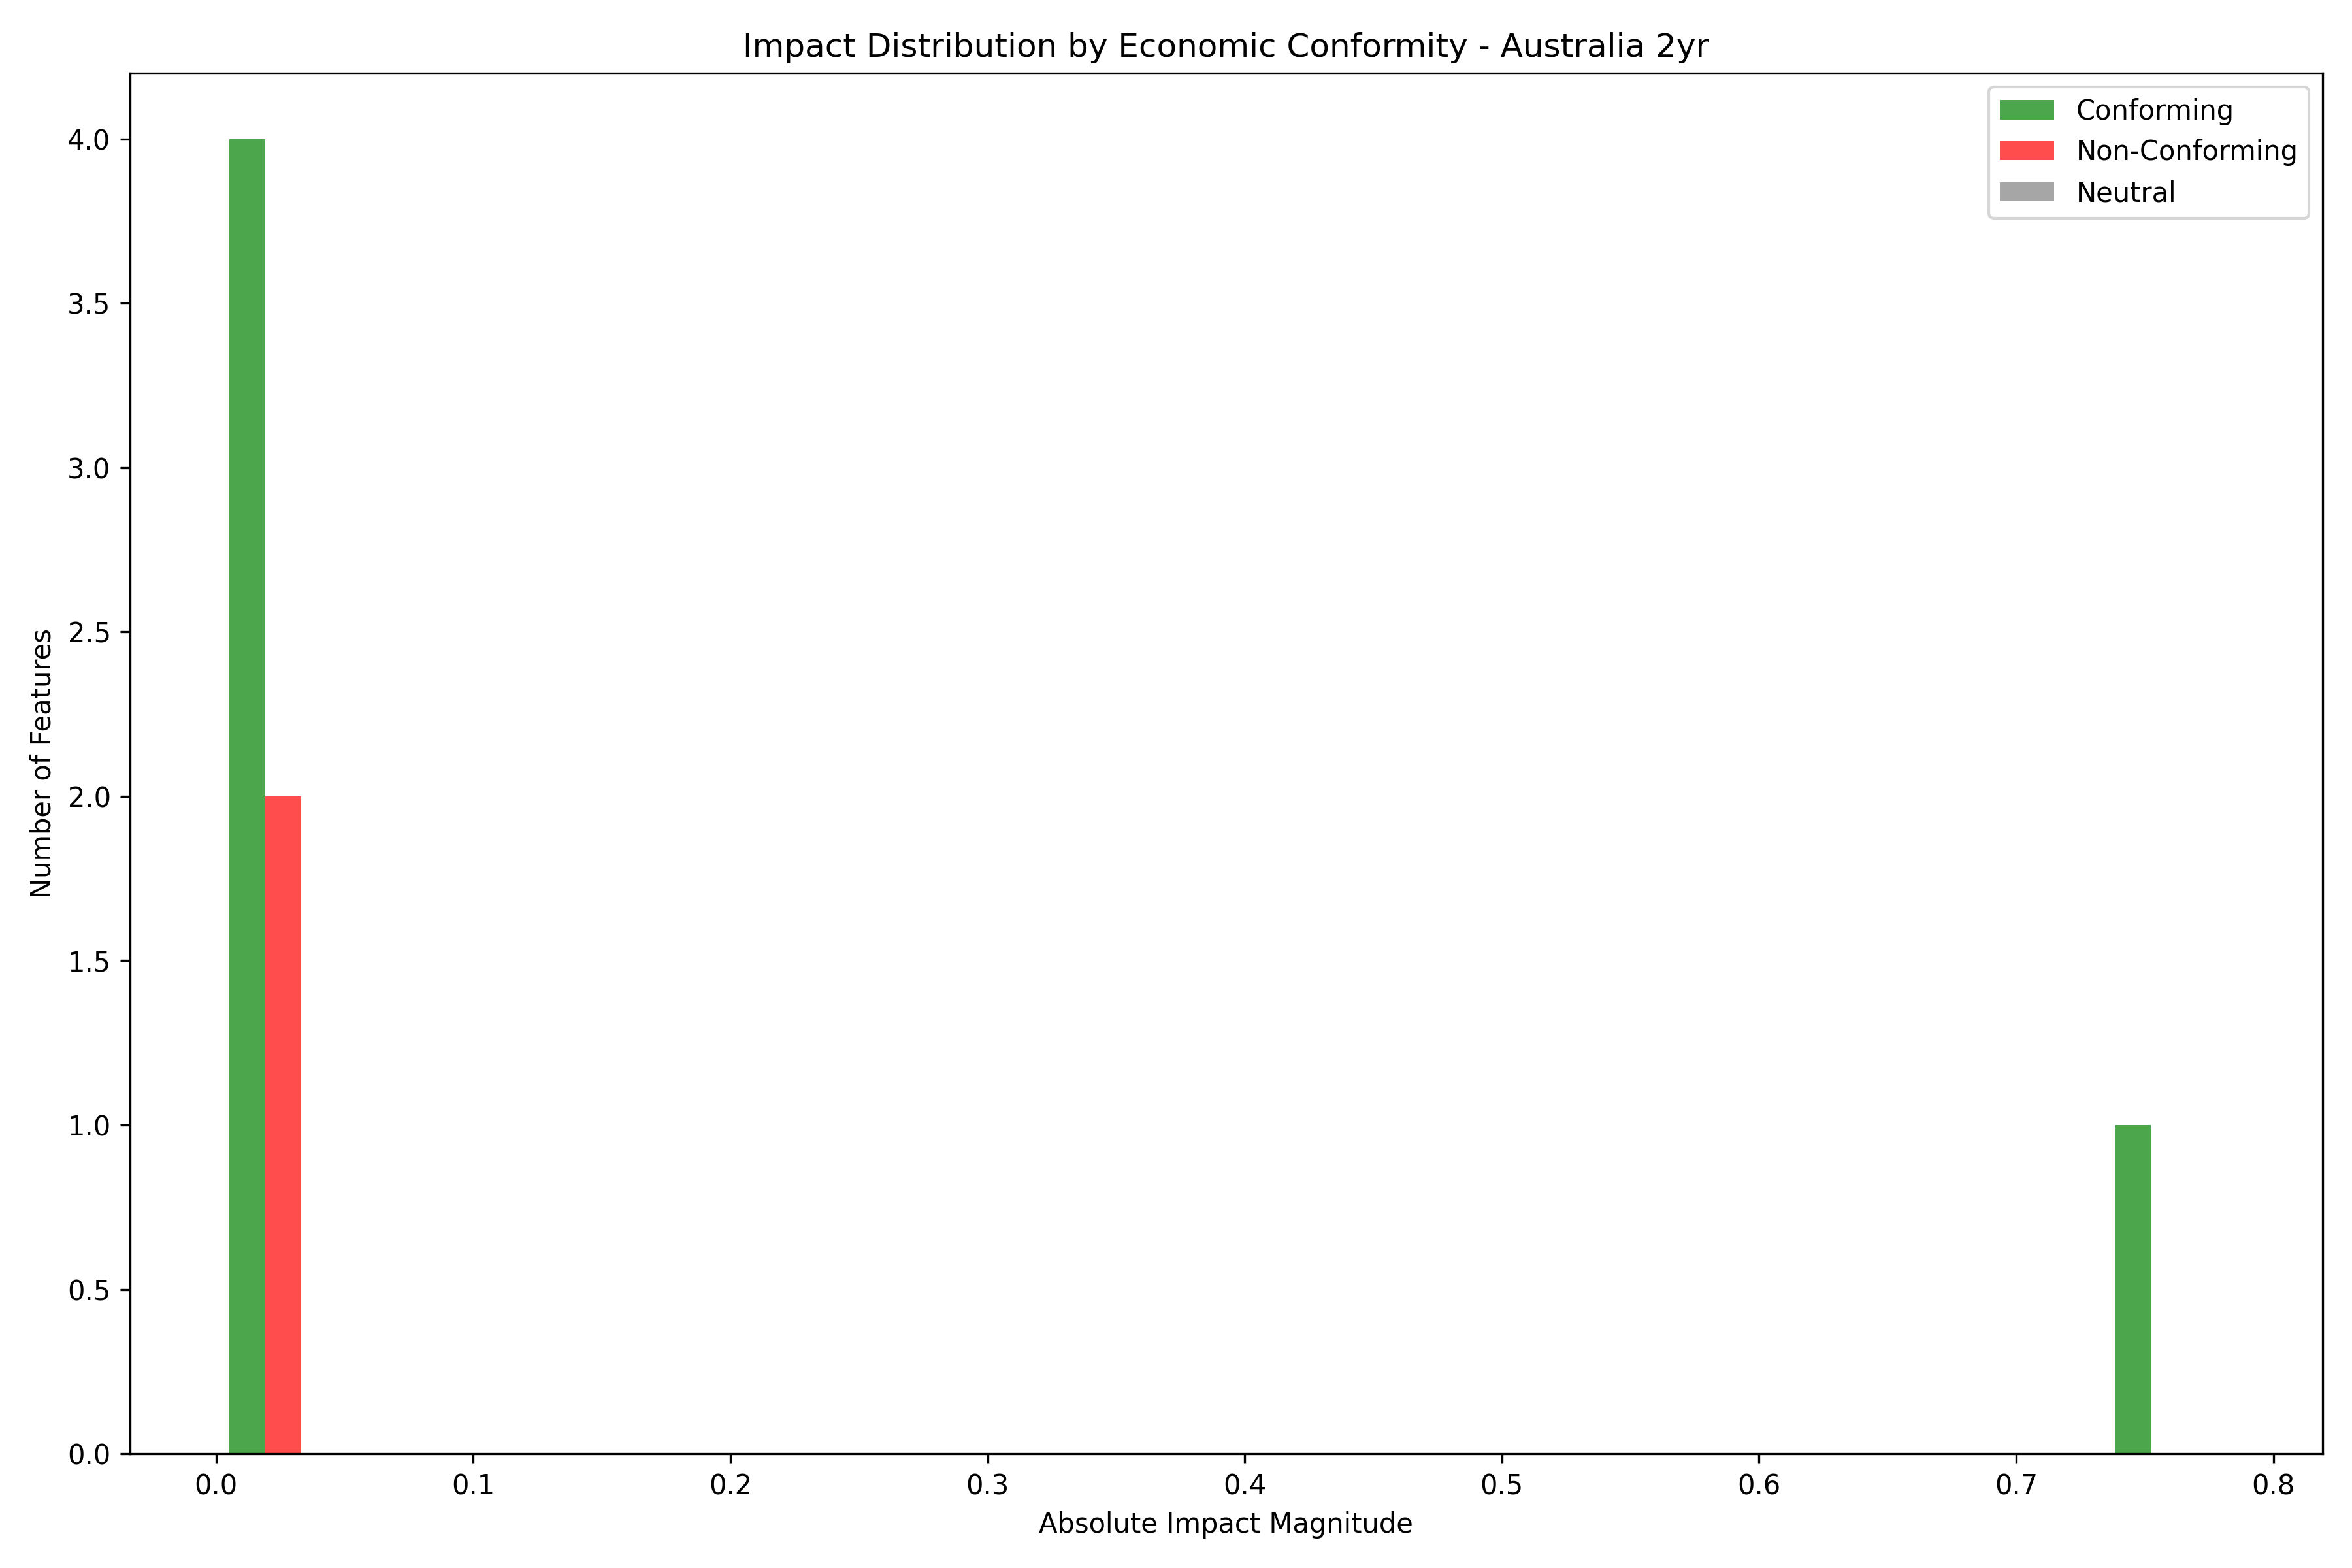 Impact Distribution by Economic Conformity - Australia 2yr
Conforming
Non-Conforming
Neutral
4.0
3.5
3.0
2.5
2.0
1.5
1.0
0.5
0.0
Number of Features
0.0 0.1 0.2 0.3 0.4 0.5 0.6 0.7 0.8
Absolute Impact Magnitude